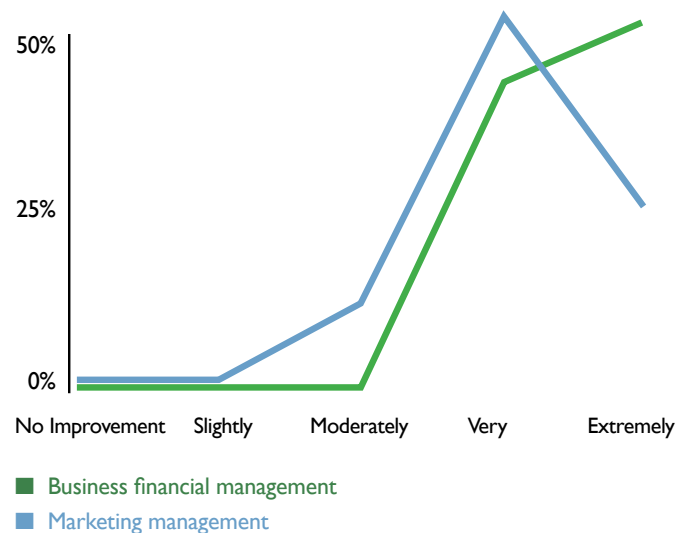 50%
25%
0%
No Improvement Slightly Moderately Very Extremely
Business financial management
Marketing management